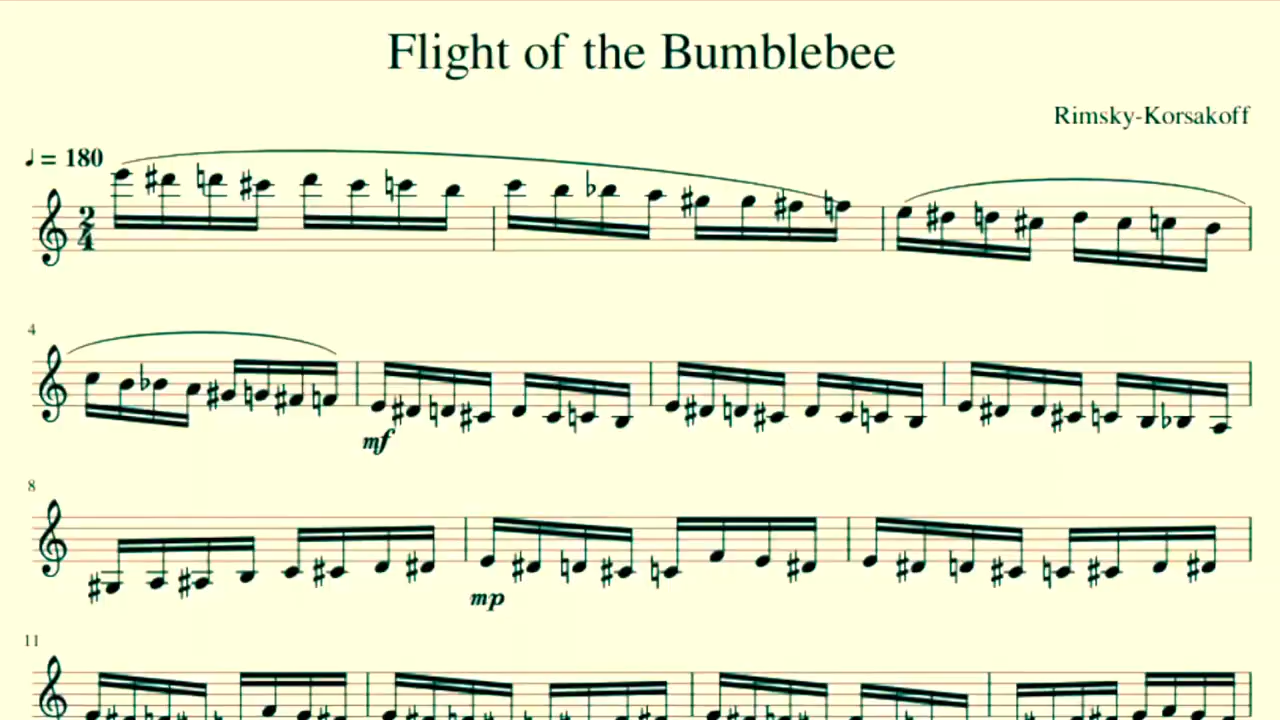 Flight of the Bumblebee
Rimsky-Korsakoff
♩ = 180
2
4
4
mf
8
mp
11